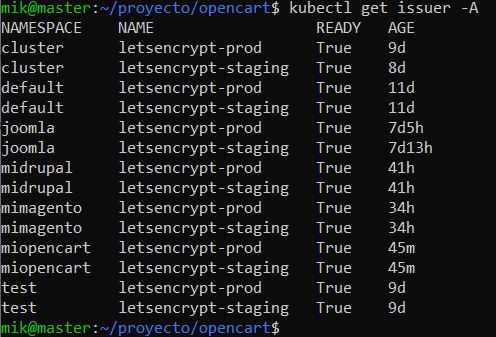 mik@master:~/proyecto/opencart$ kubectl get issuer -A
NAMESPACE NAME READY AGE
cluster letsencrypt-prod True 9d
cluster letsencrypt-staging True 8d
default letsencrypt-prod True 11d
default letsencrypt-staging True 11d
joomla letsencrypt-prod True 7d5h
joomla letsencrypt-staging True 7d13h
midrupal letsencrypt-prod True 41h
midrupal letsencrypt-staging True 41h
mimagento letsencrypt-prod True 34h
mimagento letsencrypt-staging True 34h
miopencart letsencrypt-prod True 45m
miopencart letsencrypt-staging True 45m
test letsencrypt-prod True 9d
test letsencrypt-staging True 9d
mik@master:~/proyecto/opencart$